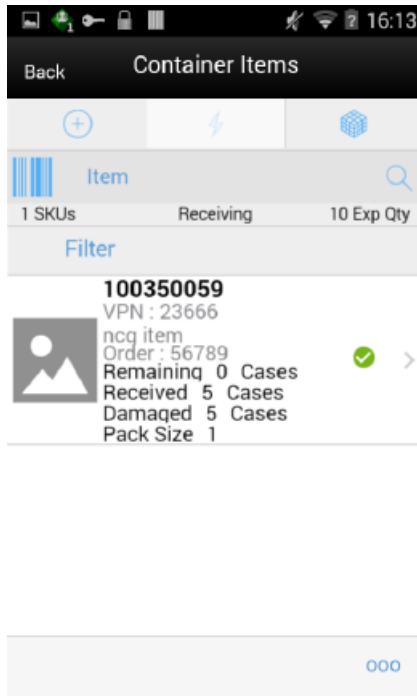 1 16:13
Back Container Items
Item
1 SKUs Receiving 10 Exp Qty
Filter
100350059
VPN : 23666
ncq item
Order : 56789
Remaining 0 Cases
Received 5 Cases
Damaged 5 Cases
Pack Size 1
ooo